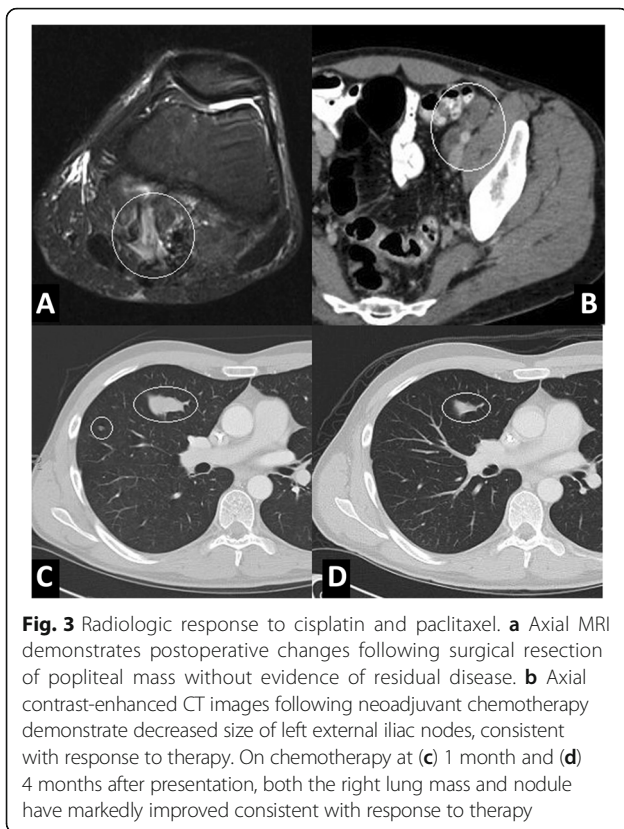 A
B
C
D
Fig. 3 Radiologic response to cisplatin and paclitaxel. a Axial MRI
demonstrates postoperative changes following surgical resection
of popliteal mass without evidence of residual disease. b Axial
contrast-enhanced CT images following neoadjuvant chemotherapy
demonstrate decreased size of left external iliac nodes, consistent
with response to therapy. On chemotherapy at (c) 1 month and (d)
4 months after presentation, both the right lung mass and nodule
have markedly improved consistent with response to therapy